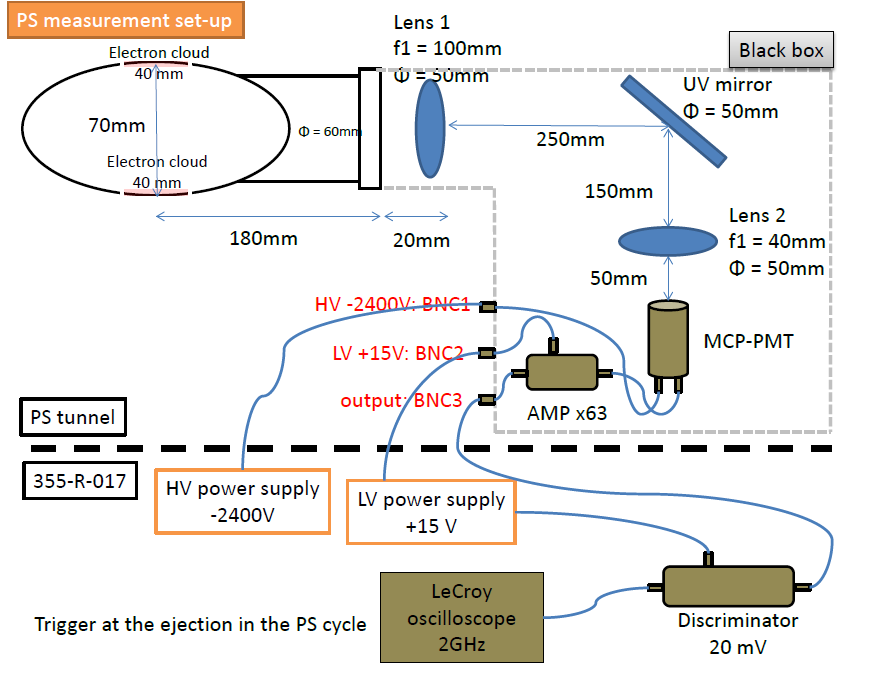 PS measurement set-up
Electron cloud
40 mm
70mm
Electron cloud
40 mm
Φ = 60mm
180mm
20mm
Lens 1
f1 = 100mm
Φ = 50mm
Black box
UV mirror
Φ = 50mm
250mm
150mm
Lens 2
f1 = 40mm
Φ = 50mm
50mm
MCP-PMT
HV -2400V: BNC1
LV +15V: BNC2
output: BNC3
AMP x63
PS tunnel
355-R-017
HV power supply
-2400V
LV power supply
+15 V
LeCroy
oscilloscope
2GHz
Trigger at the ejection in the PS cycle
Discriminator
20 mV